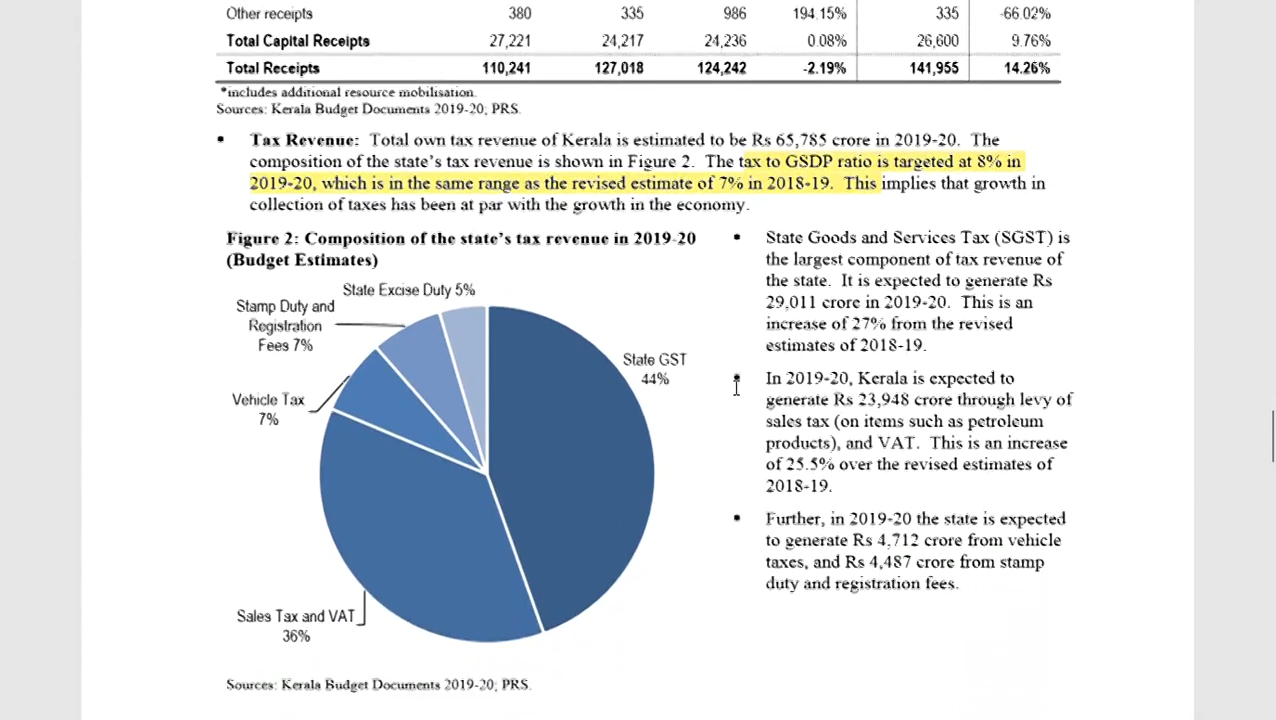 Other receipts 380 335 986 194.15% 335 -66.02%
Total Capital Receipts 27,221 24,217 24,236 0.08% 26,600 9.76%
Total Receipts 110,241 127,018 124,242 -2.19% 141,955 14.26%
*includes additional resource mobilisation.
Sources: Kerala Budget Documents 2019-20; PRS.
• Tax Revenue: Total own tax revenue of Kerala is estimated to be Rs 65,785 crore in 2019-20. The
composition of the state's tax revenue is shown in Figure 2. The tax to GSDP ratio is targeted at 8% in
2019-20, which is in the same range as the revised estimate of 7% in 2018-19. This implies that growth in
collection of taxes has been at par with the growth in the economy.
Figure 2: Composition of the state's tax revenue in 2019-20
(Budget Estimates)
State Excise Duty 5%
Stamp Duty and
Registration
Fees 7%
State GST
44%
Vehicle Tax
7%
Sales Tax and VAT
36%
Sources: Kerala Budget Documents 2019-20; PRS.
• State Goods and Services Tax (SGST) is
the largest component of tax revenue of
the state. It is expected to generate Rs
29,011 crore in 2019-20. This is an
increase of 27% from the revised
estimates of 2018-19.
• In 2019-20, Kerala is expected to
generate Rs 23,948 crore through levy of
sales tax (on items such as petroleum
products), and VAT. This is an increase
of 25.5% over the revised estimates of
2018-19.
• Further, in 2019-20 the state is expected
to generate Rs 4,712 crore from vehicle
taxes, and Rs 4,487 crore from stamp
duty and registration fees.